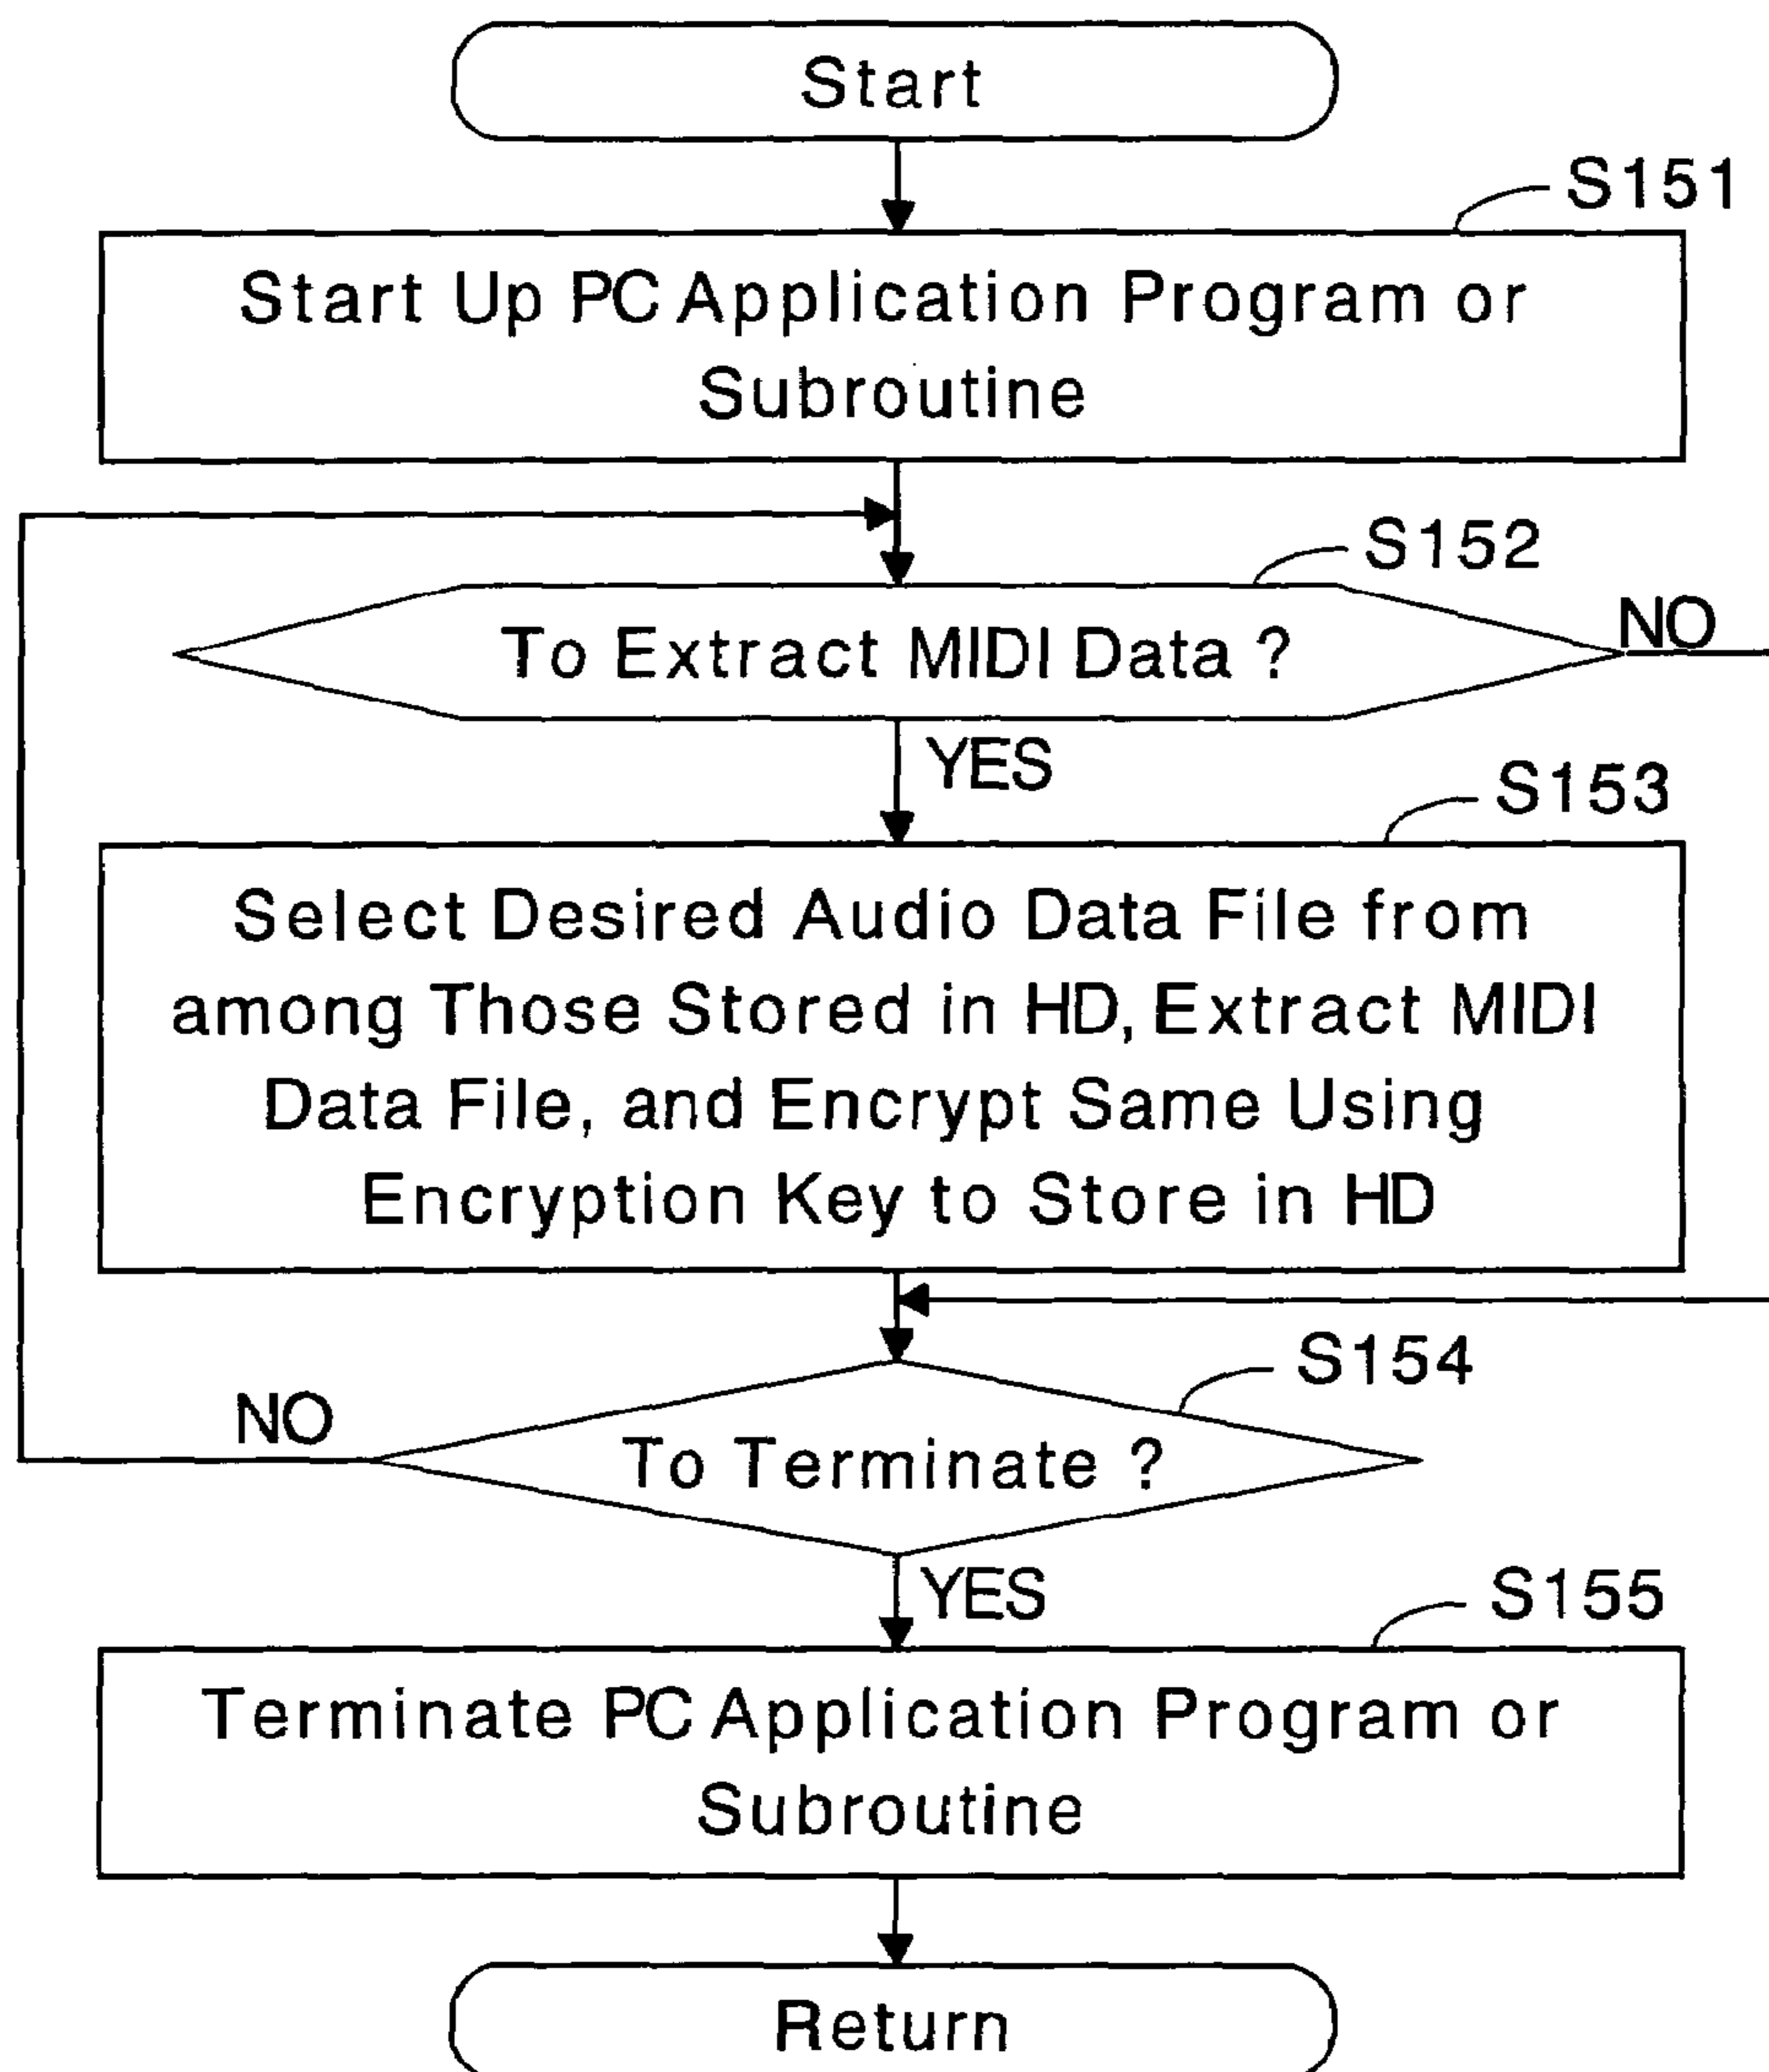 Start
S151
Start Up PC Application Program or
Subroutine
S152
To Extract MIDI Data ?
NO
YES
S153
Select Desired Audio Data File from
among Those Stored in HD, Extract MIDI
Data File, and Encrypt Same Using
Encryption Key to Store in HD
S154
NO
To Terminate ?
YES
S155
Terminate PC Application Program or
Subroutine
Return